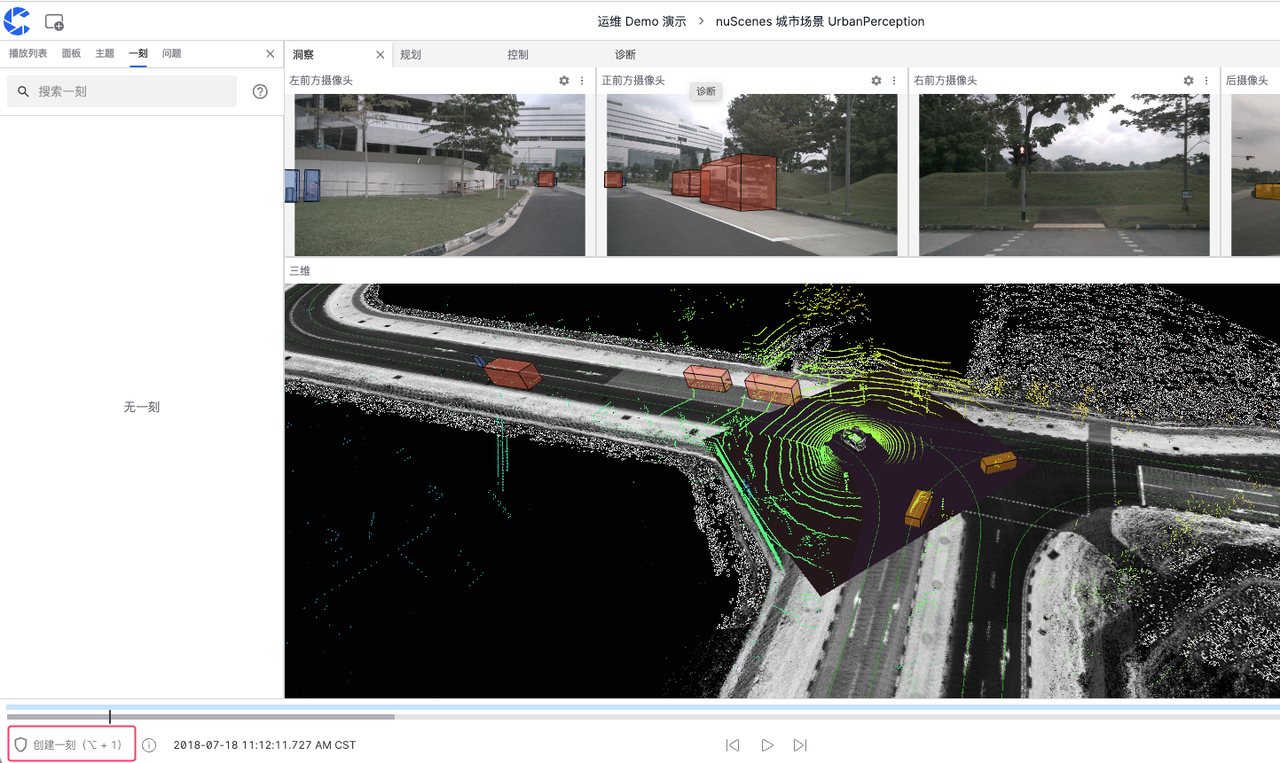 运维 Demo 演示 > nuScenes 城市场景 UrbanPerception
播放列表 面板 主题 一刻 问题
洞察 规划 控制 诊断
搜索一刻
左前方摄像头 正前方摄像头 右前方摄像头 后摄像头
诊断
三维
无一刻
创建一刻（⌥ + 1）
2018-07-18 11:12:11.727 AM CST